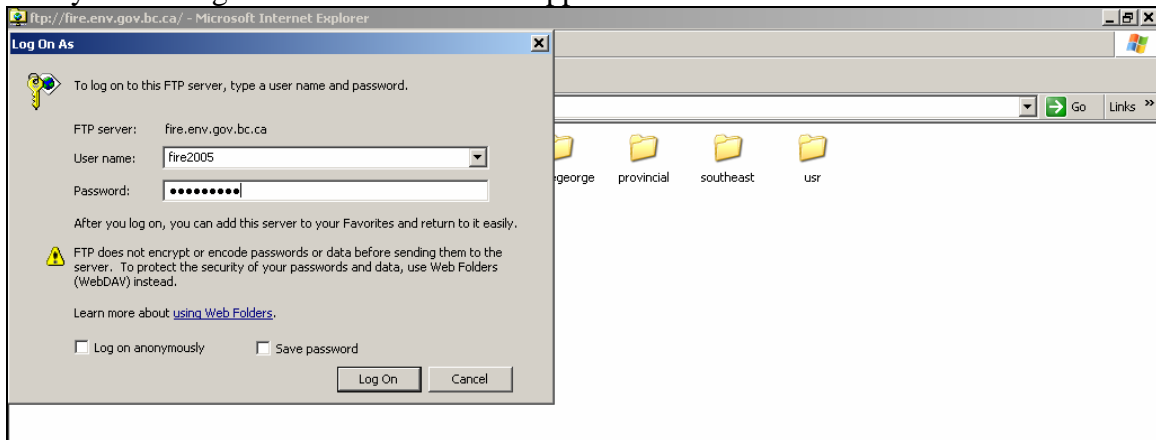 ftp://fire.env.gov.bc.ca/ - Microsoft Internet Explorer
Log On As
To log on to this FTP server, type a user name and password.
Go Links »
FTP server: fire.env.gov.bc.ca
User name: fire2005
Password: •••••••••
provincial southeast usr
After you log on, you can add this server to your Favorites and return to it easily.
FTP does not encrypt or encode passwords or data before sending them to the
server. To protect the security of your passwords and data, use Web Folders
(WebDAV) instead.
Learn more about using Web Folders.
Log on anonymously Save password
Log On Cancel